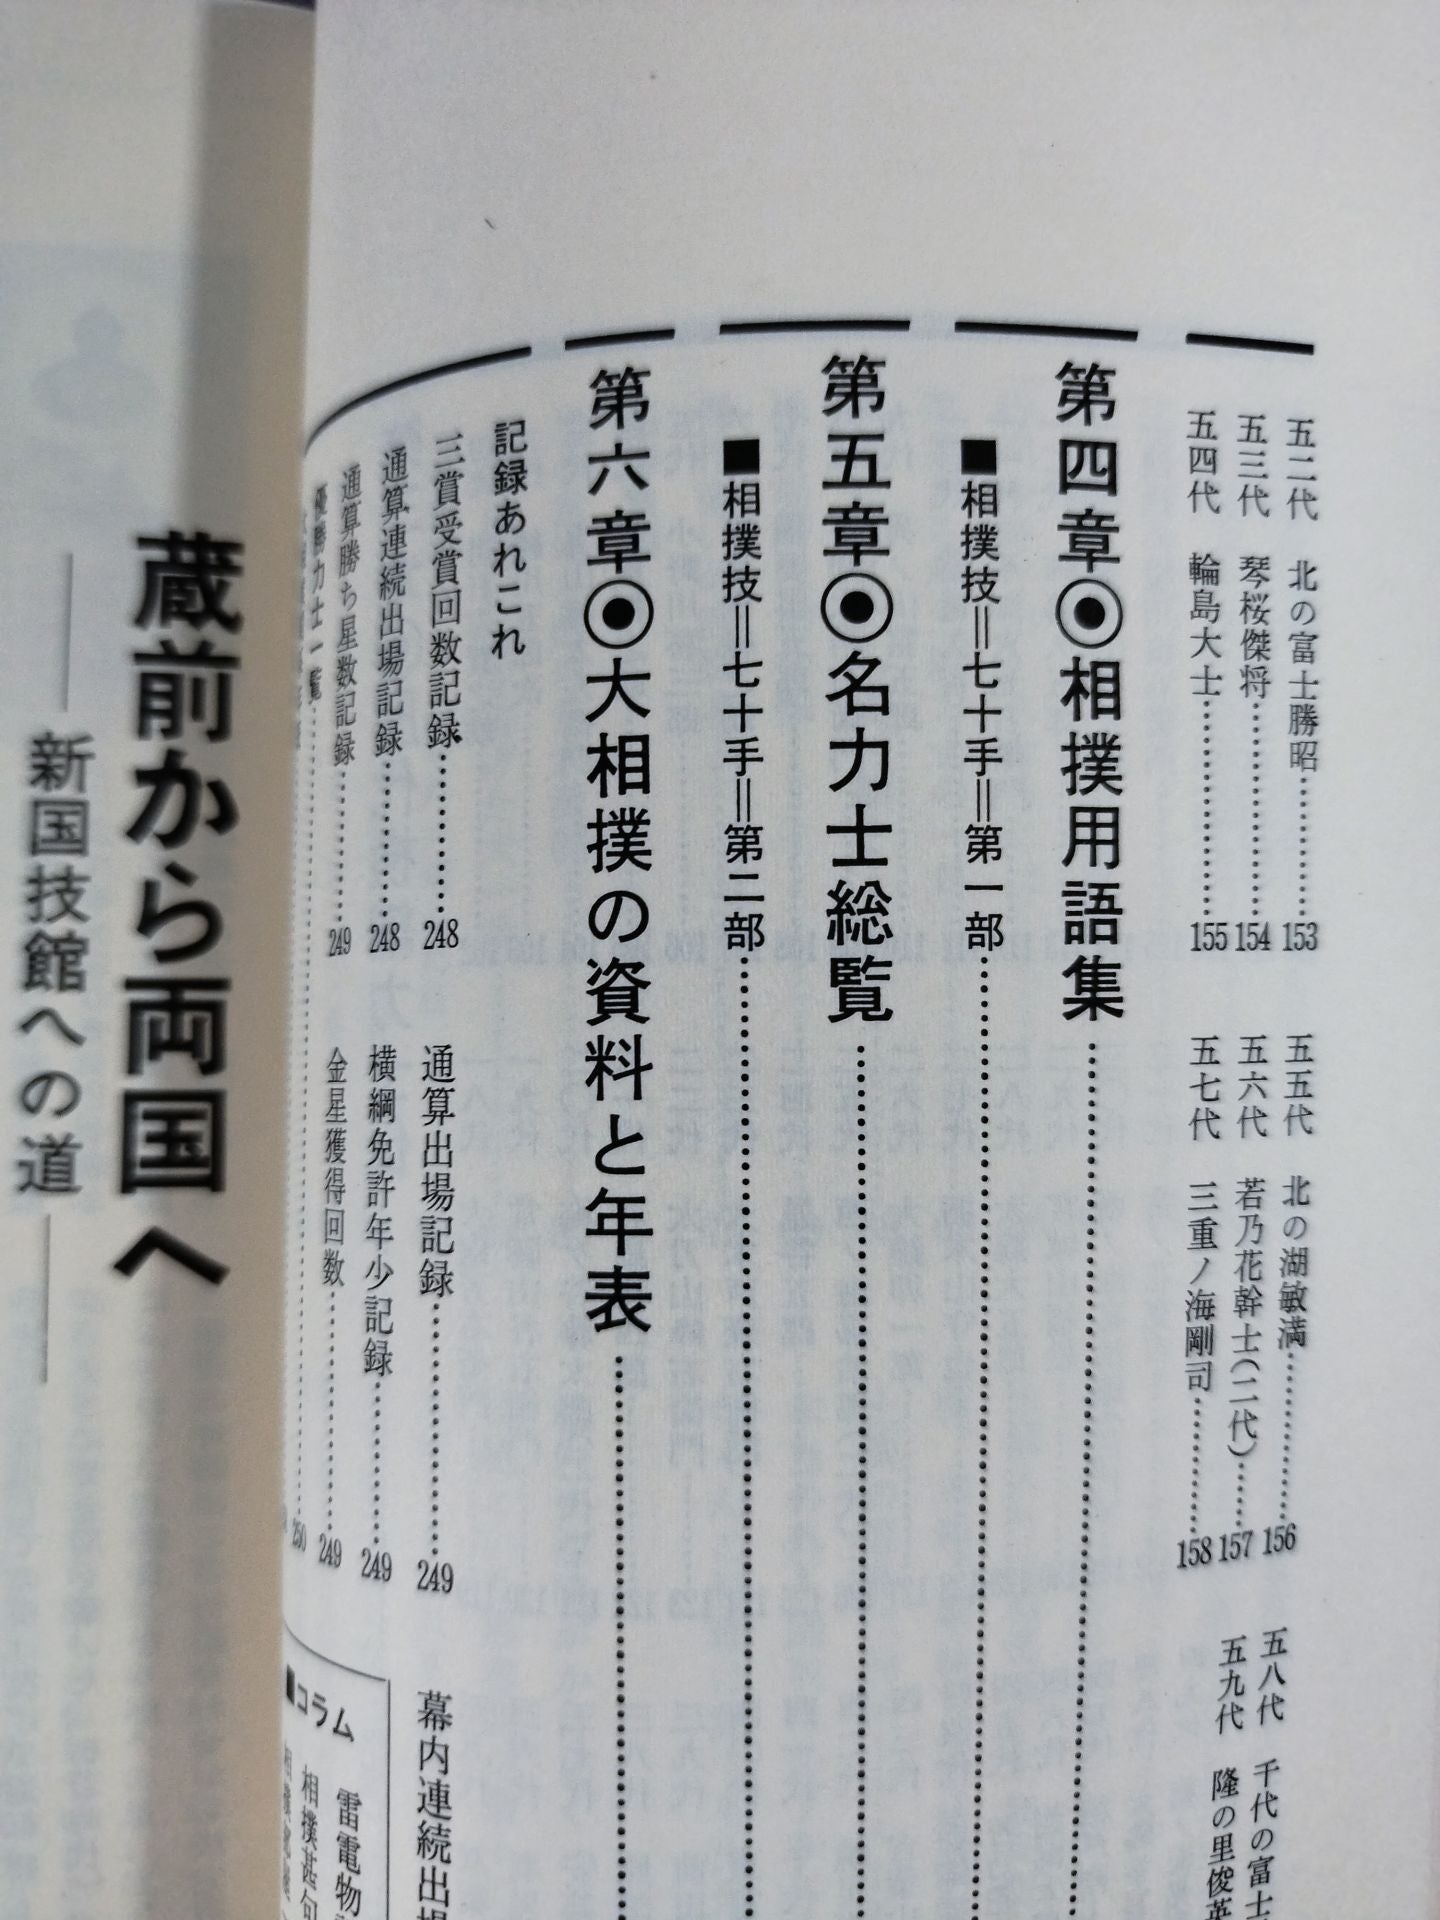 五二代　北の富士勝昭…………153
五三代　琴桜傑将…………154
五四代　輪島大士…………155
五五代　北の湖敏満…………156
五六代　若乃花幹士(二代)……157
五七代　三重ノ海剛司…………158
五八代　千代の富士
五九代　隆の里俊英
第四章◉相撲用語集…………
■相撲技＝七十手＝第一部…………
第五章◉名力士総覧…………
■相撲技＝七十手＝第二部…………
第六章◉大相撲の資料と年表…………
記録あれこれ
三賞受賞回数記録…………248
通算出場記録…………249
幕内連続出場
通算連続出場記録…………248
横綱免許年少記録…………249
通算勝ち星数記録…………249
金星獲得回数…………249
優勝力士一覧…………250
■コラム
雷電物
相撲甚句
蔵前から両国へ
新国技館への道